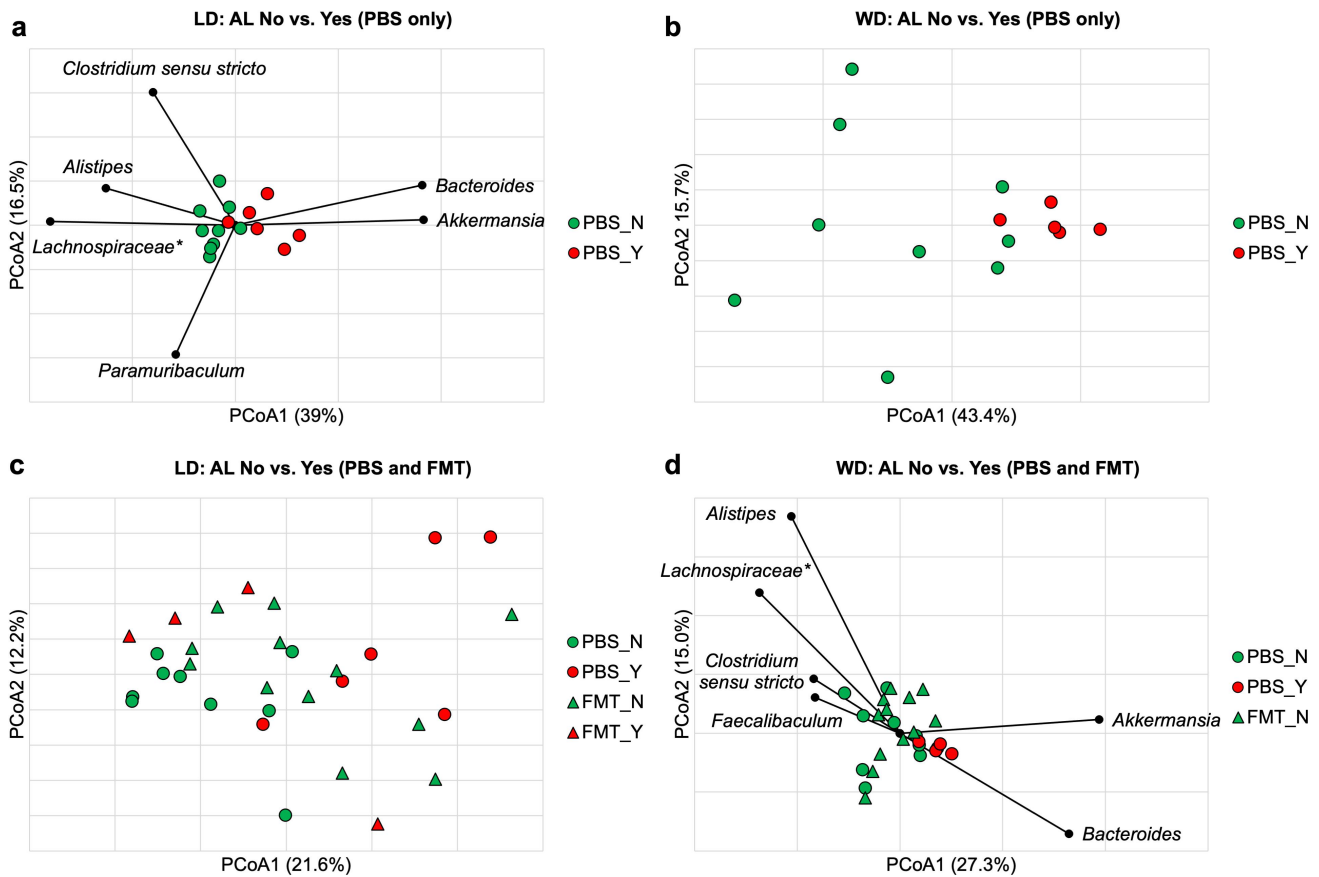 a
LD: AL No vs. Yes (PBS only)
Clostridium sensu stricto
Alistipes
Bacteroides
Akkermansia
Lachnospiraceae*
Paramuribaculum
PCoA2 (16.5%)
PCoA1 (39%)
PBS_N
PBS_Y
b
WD: AL No vs. Yes (PBS only)
PCoA2 15.7%)
PCoA1 (43.4%)
PBS_N
PBS_Y
c
LD: AL No vs. Yes (PBS and FMT)
PCoA2 (12.2%)
PCoA1 (21.6%)
PBS_N
PBS_Y
FMT_N
FMT_Y
d
WD: AL No vs. Yes (PBS and FMT)
Alistipes
Lachnospiraceae*
Clostridium
sensu stricto
Faecalibaculum
Akkermansia
Bacteroides
PCoA2 (15.0%)
PCoA1 (27.3%)
PBS_N
PBS_Y
FMT_N